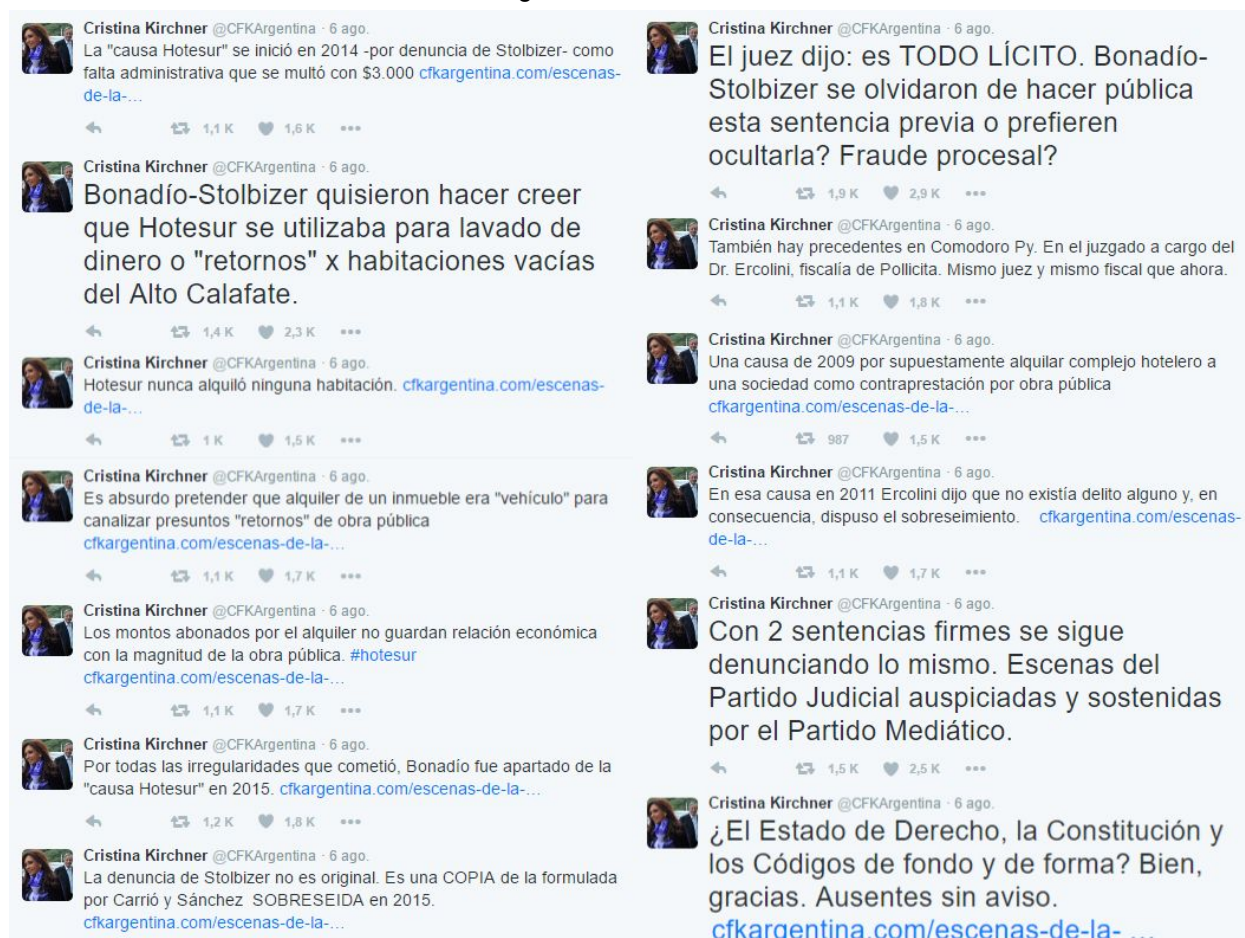 Cristina Kirchner @CFKArgentina · 6 ago.
La "causa Hotesur" se inició en 2014 -por denuncia de Stolbizer- como
falta administrativa que se multó con $3.000 cfkargentina.com/escenas-
de-la-...
1,1 K 1,6 K
Cristina Kirchner @CFKArgentina · 6 ago.
Bonadío-Stolbizer quisieron hacer creer
que Hotesur se utilizaba para lavado de
dinero o "retornos" x habitaciones vacías
del Alto Calafate.
1,4 K 2,3 K
Cristina Kirchner @CFKArgentina · 6 ago.
Hotesur nunca alquiló ninguna habitación. cfkargentina.com/escenas-
de-la-...
1 K 1,5 K
Cristina Kirchner @CFKArgentina · 6 ago.
Es absurdo pretender que alquiler de un inmueble era "vehículo" para
canalizar presuntos "retornos" de obra pública
cfkargentina.com/escenas-de-la-...
1,1 K 1,7 K
Cristina Kirchner @CFKArgentina · 6 ago.
Los montos abonados por el alquiler no guardan relación económica
con la magnitud de la obra pública. #hotesur
cfkargentina.com/escenas-de-la-...
1,1 K 1,7 K
Cristina Kirchner @CFKArgentina · 6 ago.
Por todas las irregularidades que cometió, Bonadío fue apartado de la
"causa Hotesur" en 2015. cfkargentina.com/escenas-de-la-...
1,2 K 1,8 K
Cristina Kirchner @CFKArgentina · 6 ago.
La denuncia de Stolbizer no es original. Es una COPIA de la formulada
por Carrió y Sánchez SOBRESEIDA en 2015.
cfkargentina.com/escenas-de-la-...
Cristina Kirchner @CFKArgentina · 6 ago.
El juez dijo: es TODO LÍCITO. Bonadío-
Stolbizer se olvidaron de hacer pública
esta sentencia previa o prefieren
ocultarla? Fraude procesal?
1,9 K 2,9 K
Cristina Kirchner @CFKArgentina · 6 ago.
También hay precedentes en Comodoro Py. En el juzgado a cargo del
Dr. Ercolini, fiscalía de Pollicita. Mismo juez y mismo fiscal que ahora.
1,1 K 1,8 K
Cristina Kirchner @CFKArgentina · 6 ago.
Una causa de 2009 por supuestamente alquilar complejo hotelero a
una sociedad como contraprestación por obra pública
cfkargentina.com/escenas-de-la-...
987 1,5 K
Cristina Kirchner @CFKArgentina · 6 ago.
En esa causa en 2011 Ercolini dijo que no existía delito alguno y, en
consecuencia, dispuso el sobreseimiento. cfkargentina.com/escenas-
de-la-...
1,1 K 1,7 K
Cristina Kirchner @CFKArgentina · 6 ago.
Con 2 sentencias firmes se sigue
denunciando lo mismo. Escenas del
Partido Judicial auspiciadas y sostenidas
por el Partido Mediático.
1,5 K 2,5 K
Cristina Kirchner @CFKArgentina · 6 ago.
¿El Estado de Derecho, la Constitución y
los Códigos de fondo y de forma? Bien,
gracias. Ausentes sin aviso.
cfkargentina.com/escenas-de-la- ...